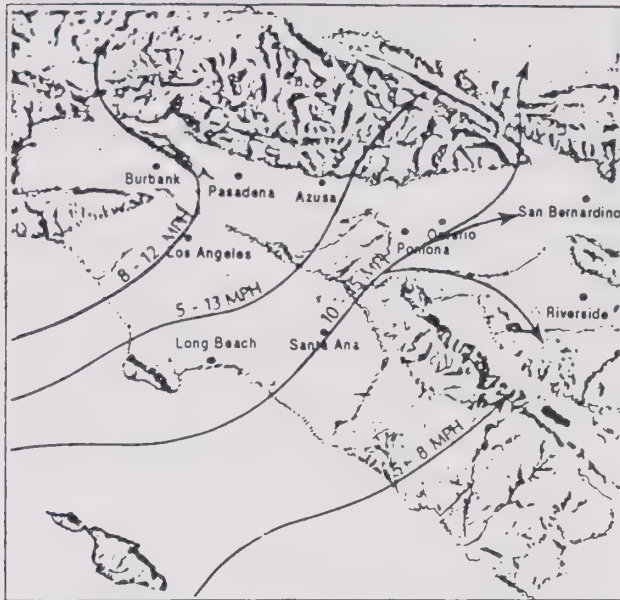 Burbank
Pasadena
Azusa
San Bernardino
Ontario
Pomona
Los Angeles
8 - 12 MPH
5 - 13 MPH
Riverside
Long Beach
Santa Ana
10 - MPH
5 - 8 MPH